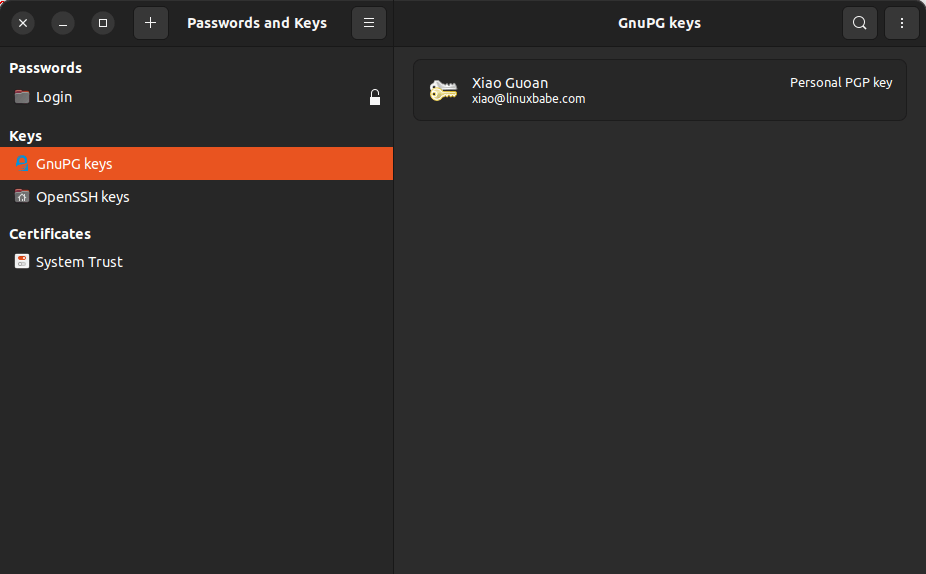 Passwords and Keys
GnuPG keys
Passwords
Login
Keys
GnuPG keys
OpenSSH keys
Certificates
System Trust
Xiao Guoan
xiao@linuxbabe.com
Personal PGP key